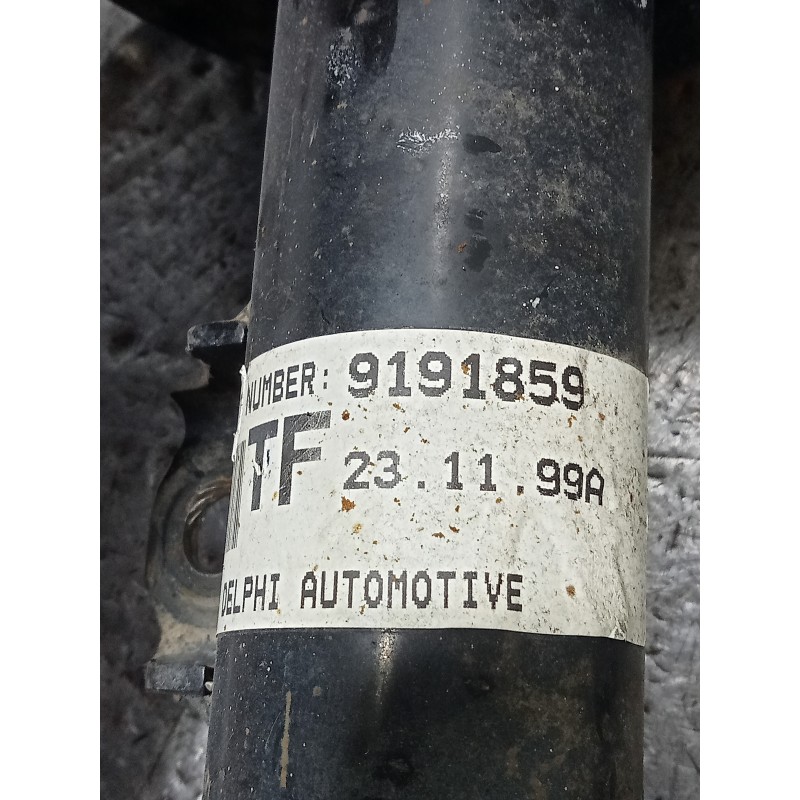 NUMBER: 9191859
TF 23.11.99A
DELPHI AUTOMOTIVE